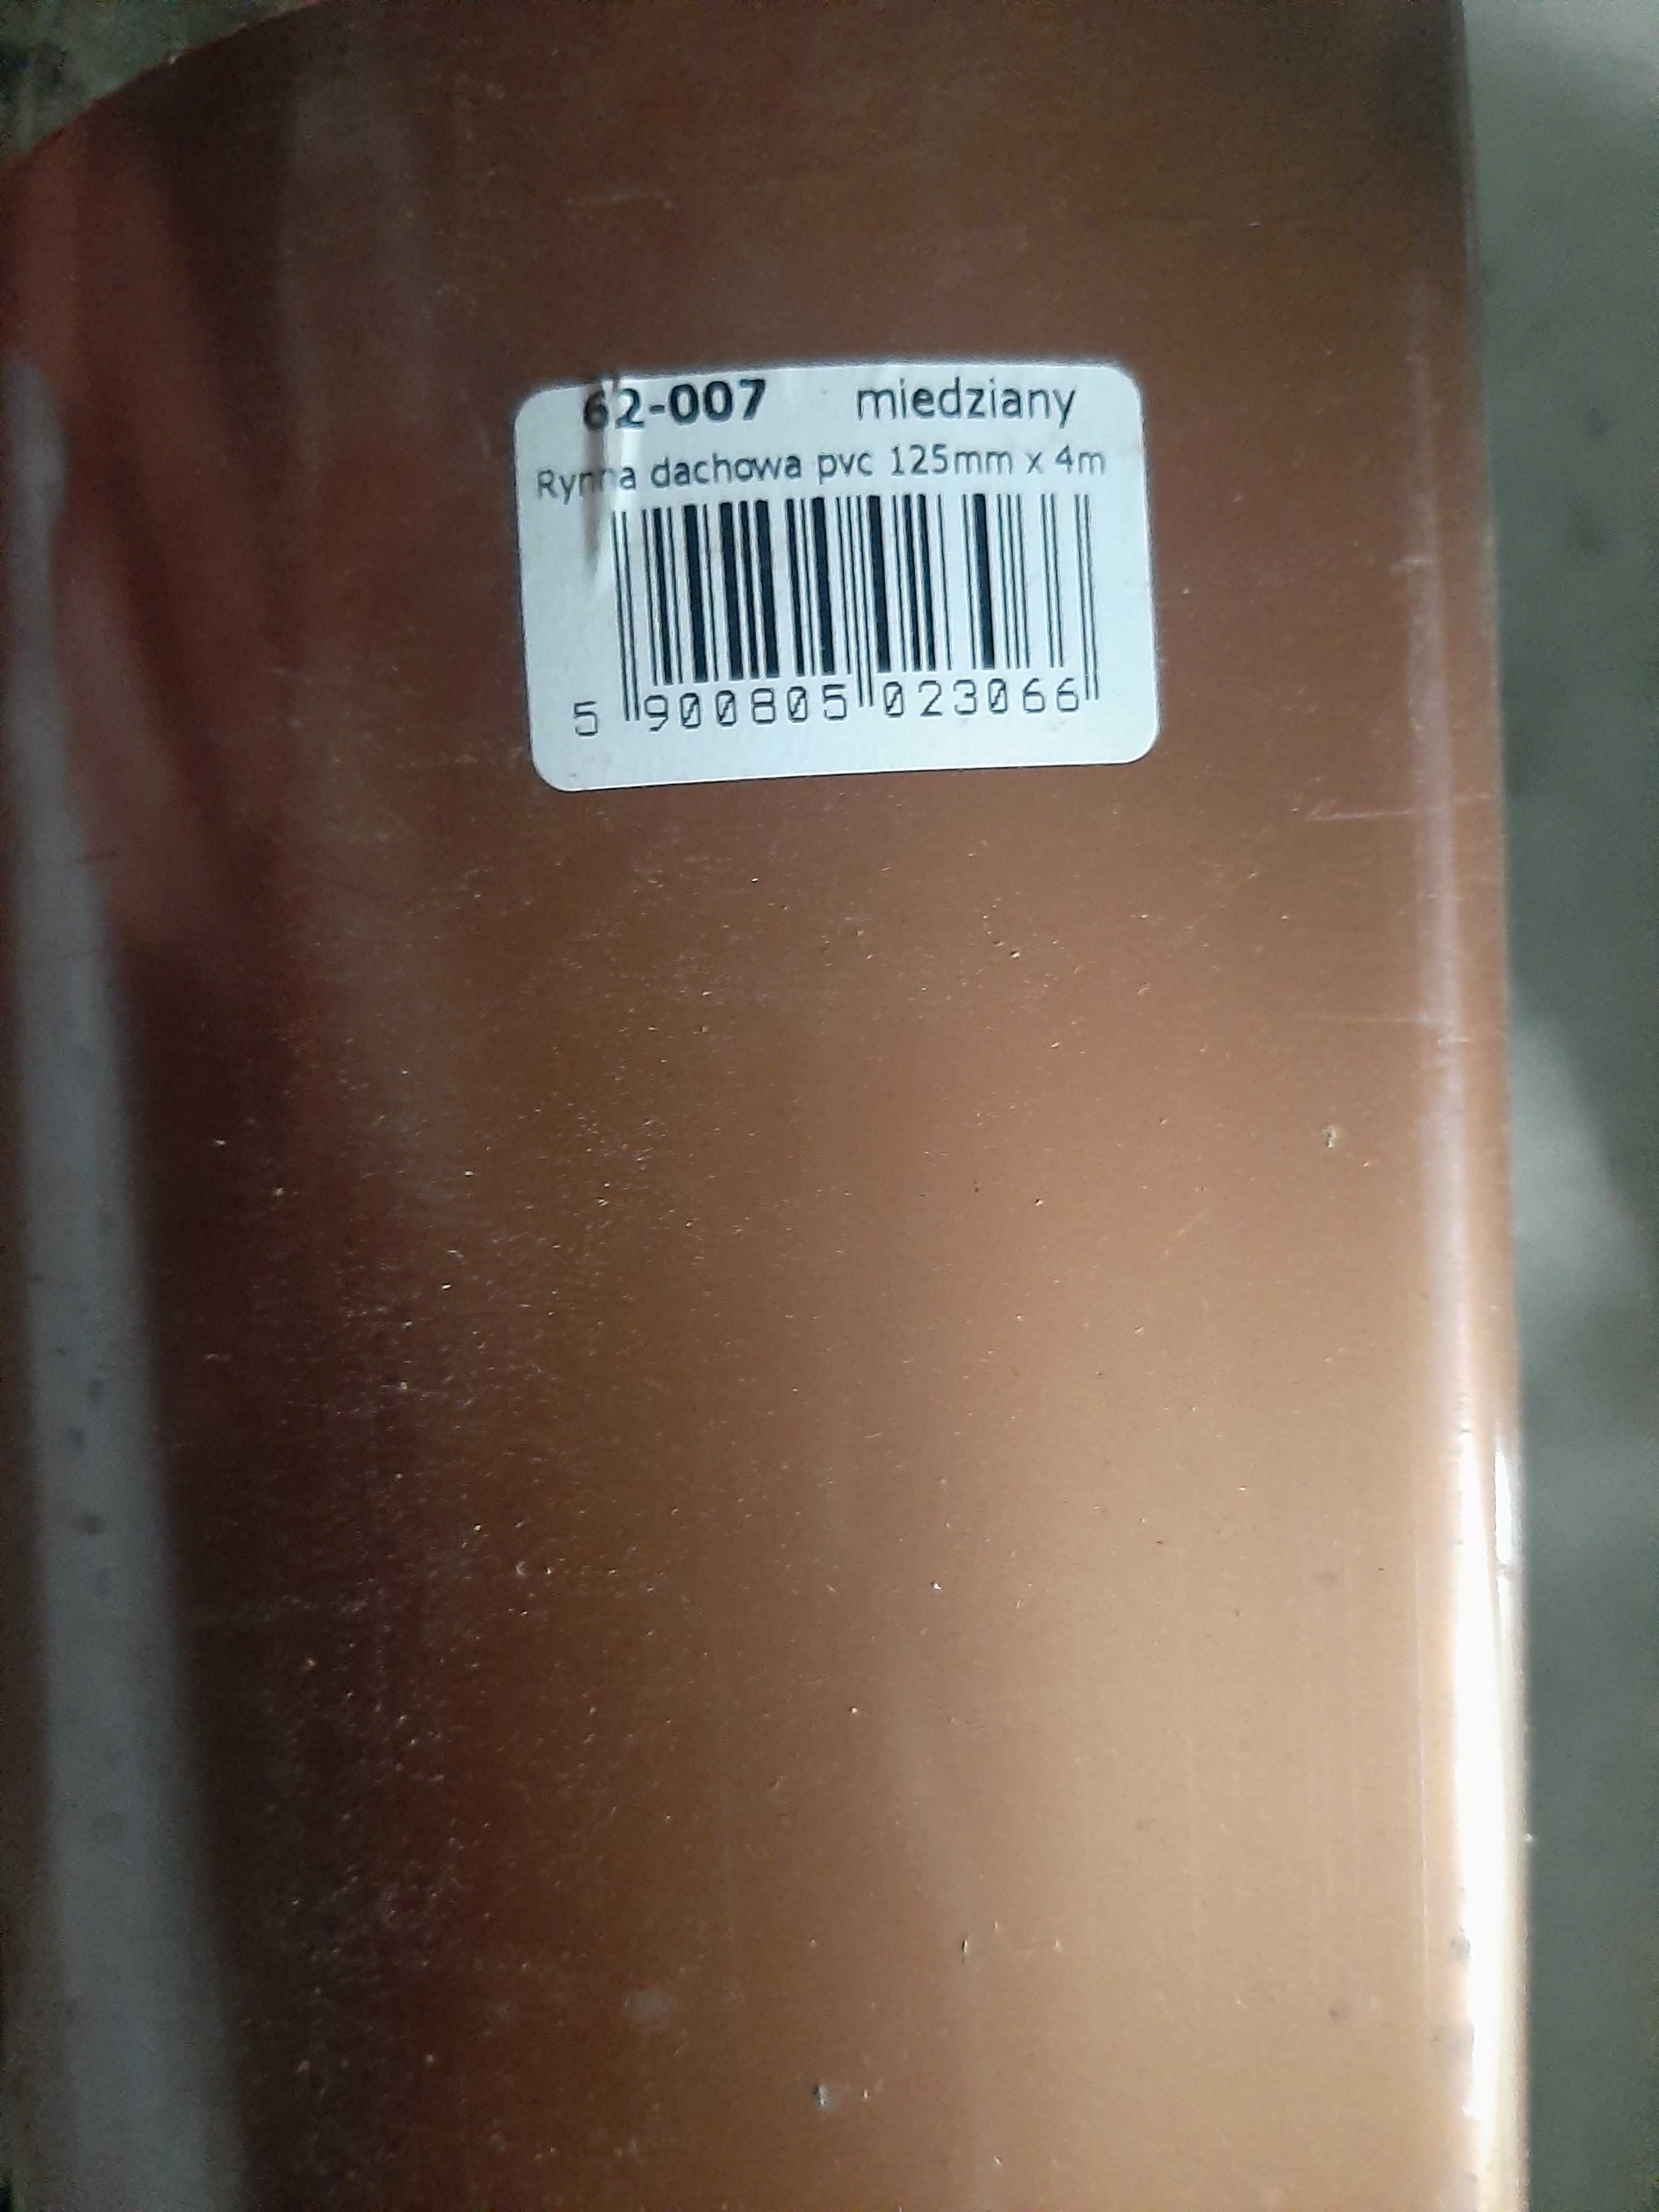 62-007 miedziany
Rynna dachowa pvc 125mm x 4m
5 900805 023066